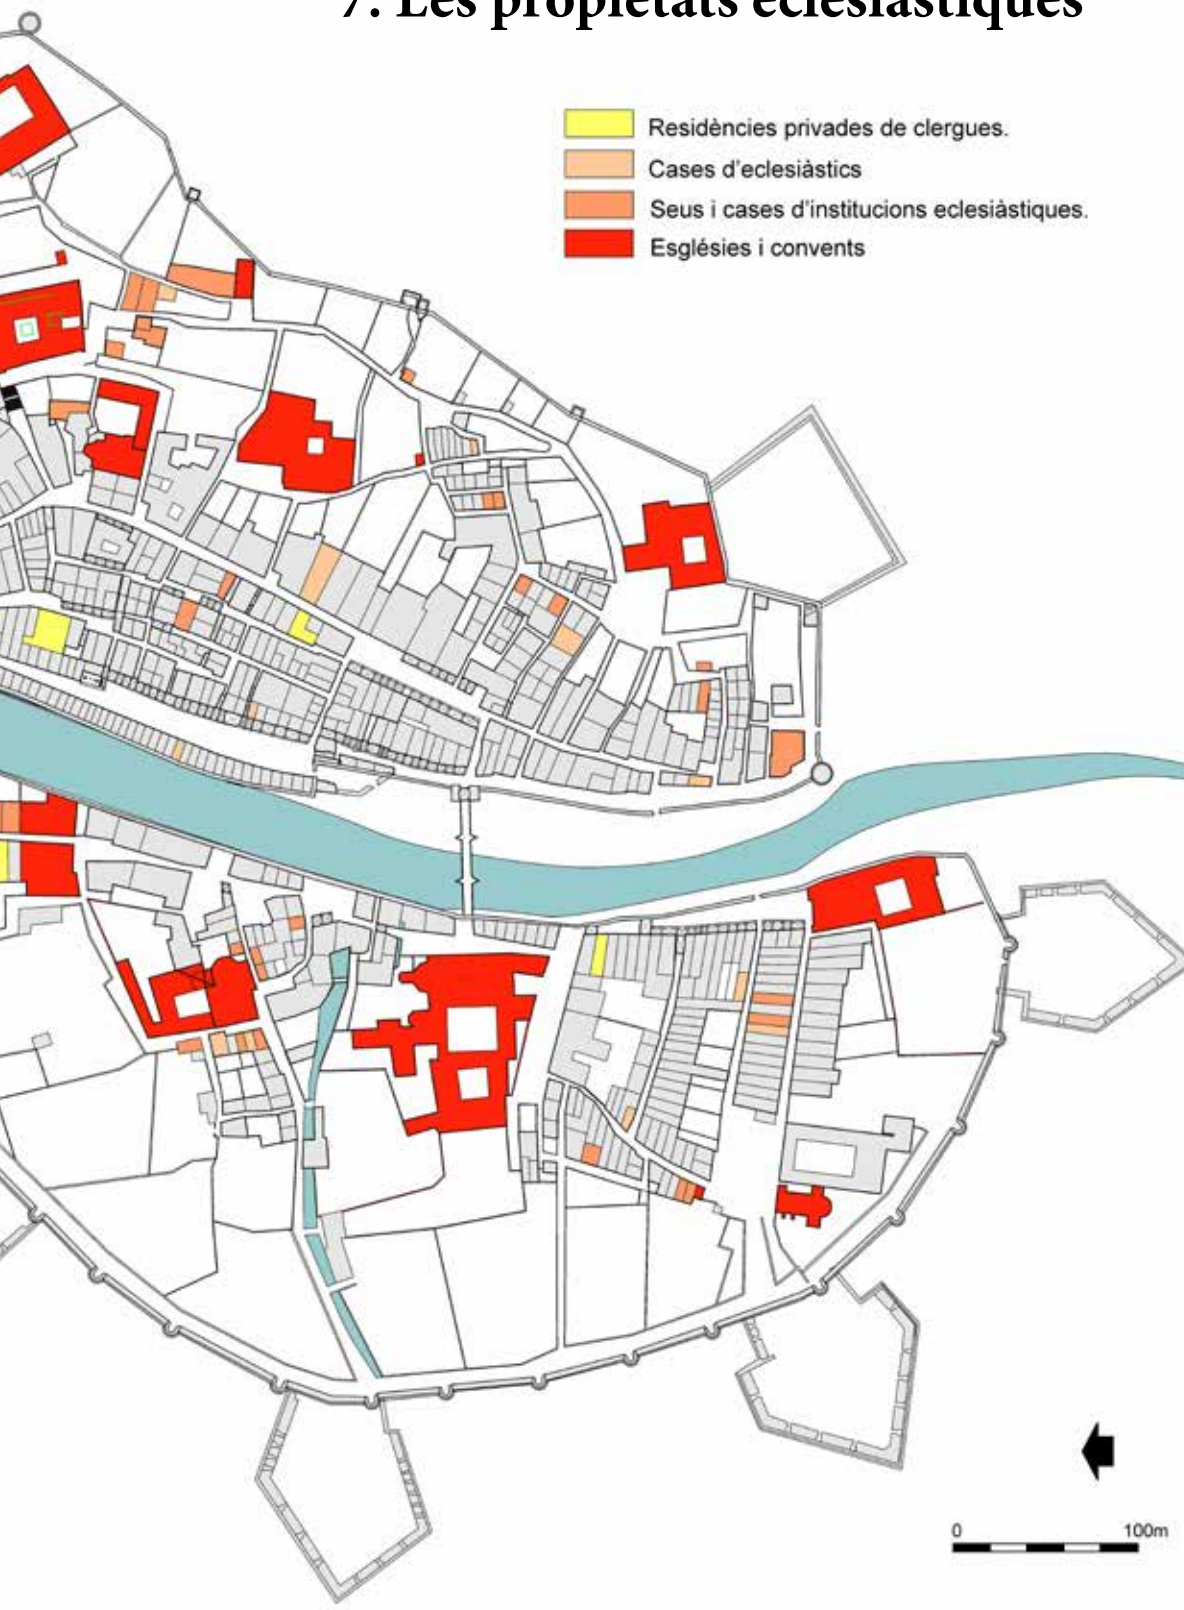 7. Les propietats eclesiàstiques
Residències privades de clergues.
Cases d'eclesiàstics
Seus i cases d'institucions eclesiàstiques.
Esglésies i convents
0 100m